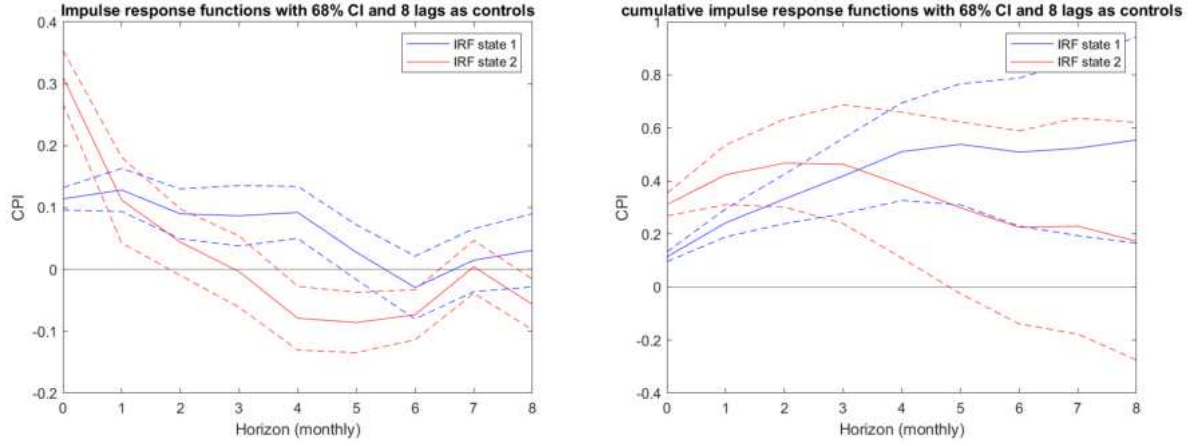 Impulse response functions with 68% CI and 8 lags as controls
0.4
0.3
0.2
0.1
0
-0.1
-0.2
CPI
IRF state 1
IRF state 2
0 1 2 3 4 5 6 7 8
Horizon (monthly)
cumulative impulse response functions with 68% CI and 8 lags as controls
1
0.8
0.6
0.4
0.2
0
-0.2
-0.4
CPI
IRF state 1
IRF state 2
0 1 2 3 4 5 6 7 8
Horizon (monthly)